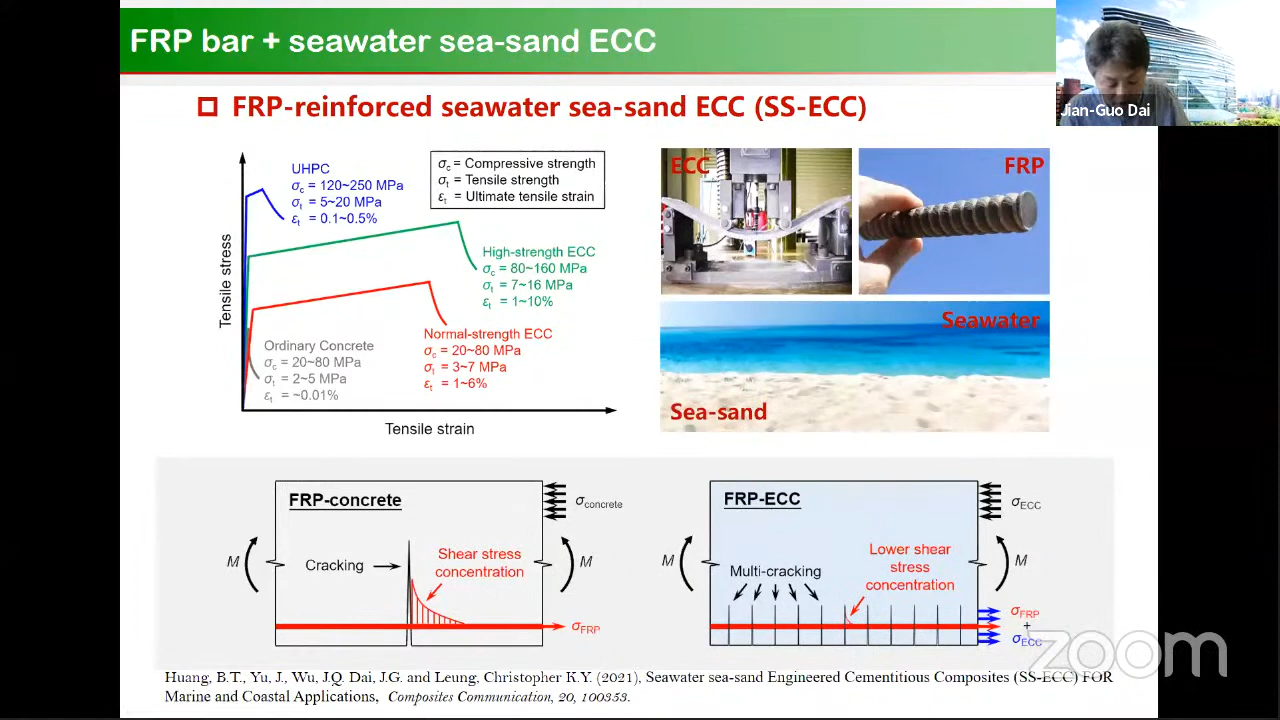 FRP bar + seawater sea-sand ECC
Jian-Guo Dai
FRP-reinforced seawater sea-sand ECC (SS-ECC)
UHPC
σc = 120~250 MPa
σt = 5~20 MPa
εt = 0.1~0.5%
σc = Compressive strength
σt = Tensile strength
εt = Ultimate tensile strain
High-strength ECC
σc = 80~160 MPa
σt = 7~16 MPa
εt = 1~10%
Normal-strength ECC
σc = 20~80 MPa
σt = 3~7 MPa
εt = 1~6%
Ordinary Concrete
σc = 20~80 MPa
σt = 2~5 MPa
εt = ~0.01%
Tensile stress
Tensile strain
ECC
FRP
Seawater
Sea-sand
FRP-concrete
σconcrete
M
Cracking
Shear stress
concentration
M
σFRP
FRP-ECC
σECC
M
Multi-cracking
Lower shear
stress
concentration
M
σFRP
+
σECC
zoom
Huang, B.T., Yu, J., Wu, J.Q. Dai, J.G. and Leung, Christopher K.Y. (2021), Seawater sea-sand Engineered Cementitious Composites (SS-ECC) FOR
Marine and Coastal Applications, Composites Communication, 20, 100353.